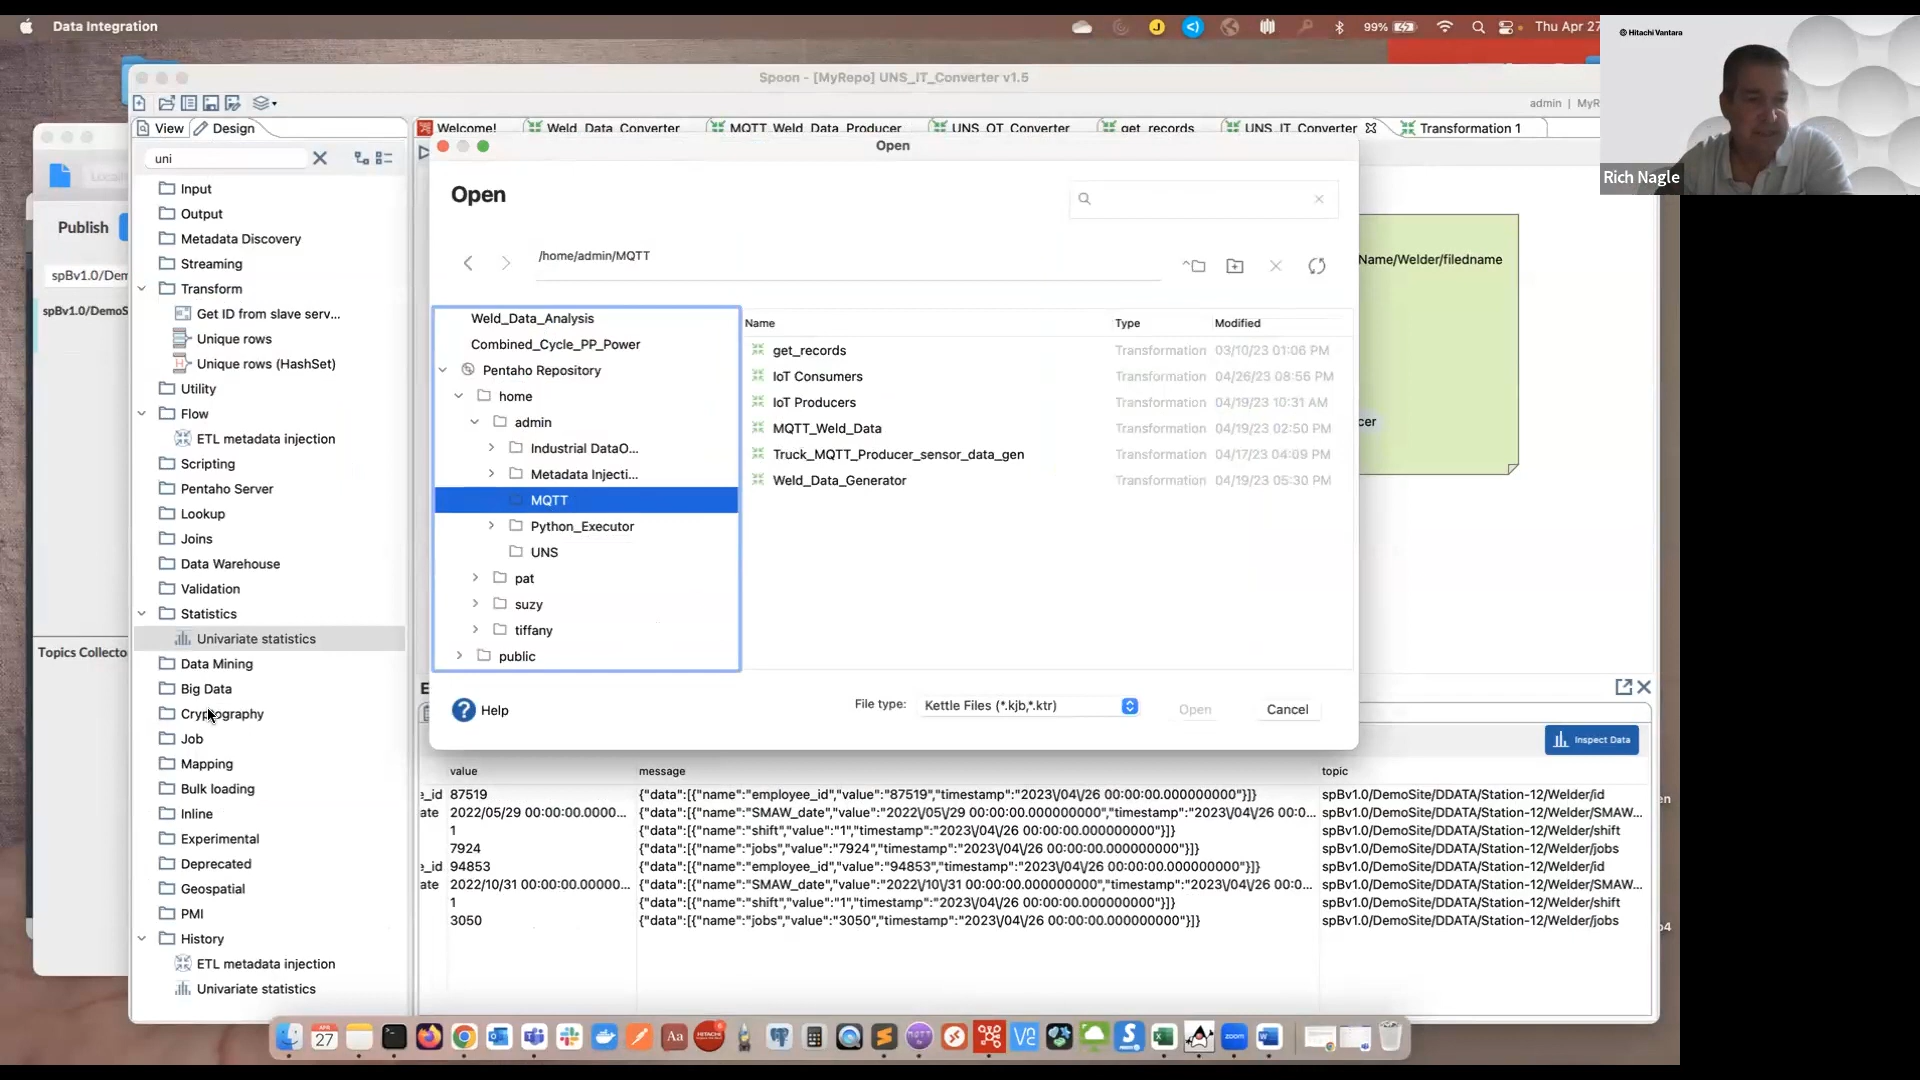 Data Integration
99%
Thu Apr 27
Hitachi Vantara
Rich Nagle
Spoon - [MyRepo] UNS_IT_Converter v1.5
admin | MyR
View
Design
Welcome!
Weld_Data_Converter
MQTT_Weld_Data_Producer
UNS_OT_Converter
get_records
UNS_IT_Converter
Transformation 1
uni
Input
Output
Metadata Discovery
Streaming
Transform
Get ID from slave serv...
Unique rows
Unique rows (HashSet)
Utility
Flow
ETL metadata injection
Scripting
Pentaho Server
Lookup
Joins
Data Warehouse
Validation
Statistics
Univariate statistics
Data Mining
Big Data
Cryptography
Job
Mapping
Bulk loading
Inline
Experimental
Deprecated
Geospatial
PMI
History
ETL metadata injection
Univariate statistics
Publish
spBv1.0/Dem
spBv1.0/DemoS
Topics Collecto
Open
Open
/home/admin/MQTT
Weld_Data_Analysis
Combined_Cycle_PP_Power
Pentaho Repository
home
admin
Industrial DataO...
Metadata Injecti...
MQTT
Python_Executor
UNS
pat
suzy
tiffany
public
Name Type Modified
get_records Transformation 03/10/23 01:06 PM
IoT Consumers Transformation 04/26/23 08:56 PM
IoT Producers Transformation 04/19/23 10:31 AM
MQTT_Weld_Data Transformation 04/19/23 02:50 PM
Truck_MQTT_Producer_sensor_data_gen Transformation 04/17/23 04:09 PM
Weld_Data_Generator Transformation 04/19/23 05:30 PM
Help
File type: Kettle Files (*.kjb,*.ktr)
Open
Cancel
Name/Welder/filedname
cer
Inspect Data
value message topic
e_id 87519 {"data":[{"name":"employee_id","value":"87519","timestamp":"2023\/04\/26 00:00:00.000000000"}]} spBv1.0/DemoSite/DDATA/Station-12/Welder/id
ate 2022/05/29 00:00:00.0000... {"data":[{"name":"SMAW_date","value":"2022\/05\/29 00:00:00.000000000","timestamp":"2023\/04\/26 00:0... spBv1.0/DemoSite/DDATA/Station-12/Welder/SMAW...
1 {"data":[{"name":"shift","value":"1","timestamp":"2023\/04\/26 00:00:00.000000000"}]} spBv1.0/DemoSite/DDATA/Station-12/Welder/shift
7924 {"data":[{"name":"jobs","value":"7924","timestamp":"2023\/04\/26 00:00:00.000000000"}]} spBv1.0/DemoSite/DDATA/Station-12/Welder/jobs
e_id 94853 {"data":[{"name":"employee_id","value":"94853","timestamp":"2023\/04\/26 00:00:00.000000000"}]} spBv1.0/DemoSite/DDATA/Station-12/Welder/id
ate 2022/10/31 00:00:00.00000... {"data":[{"name":"SMAW_date","value":"2022\/10\/31 00:00:00.000000000","timestamp":"2023\/04\/26 00:0... spBv1.0/DemoSite/DDATA/Station-12/Welder/SMAW...
1 {"data":[{"name":"shift","value":"1","timestamp":"2023\/04\/26 00:00:00.000000000"}]} spBv1.0/DemoSite/DDATA/Station-12/Welder/shift
3050 {"data":[{"name":"jobs","value":"3050","timestamp":"2023\/04\/26 00:00:00.000000000"}]} spBv1.0/DemoSite/DDATA/Station-12/Welder/jobs
APR
27
Aa
zoom